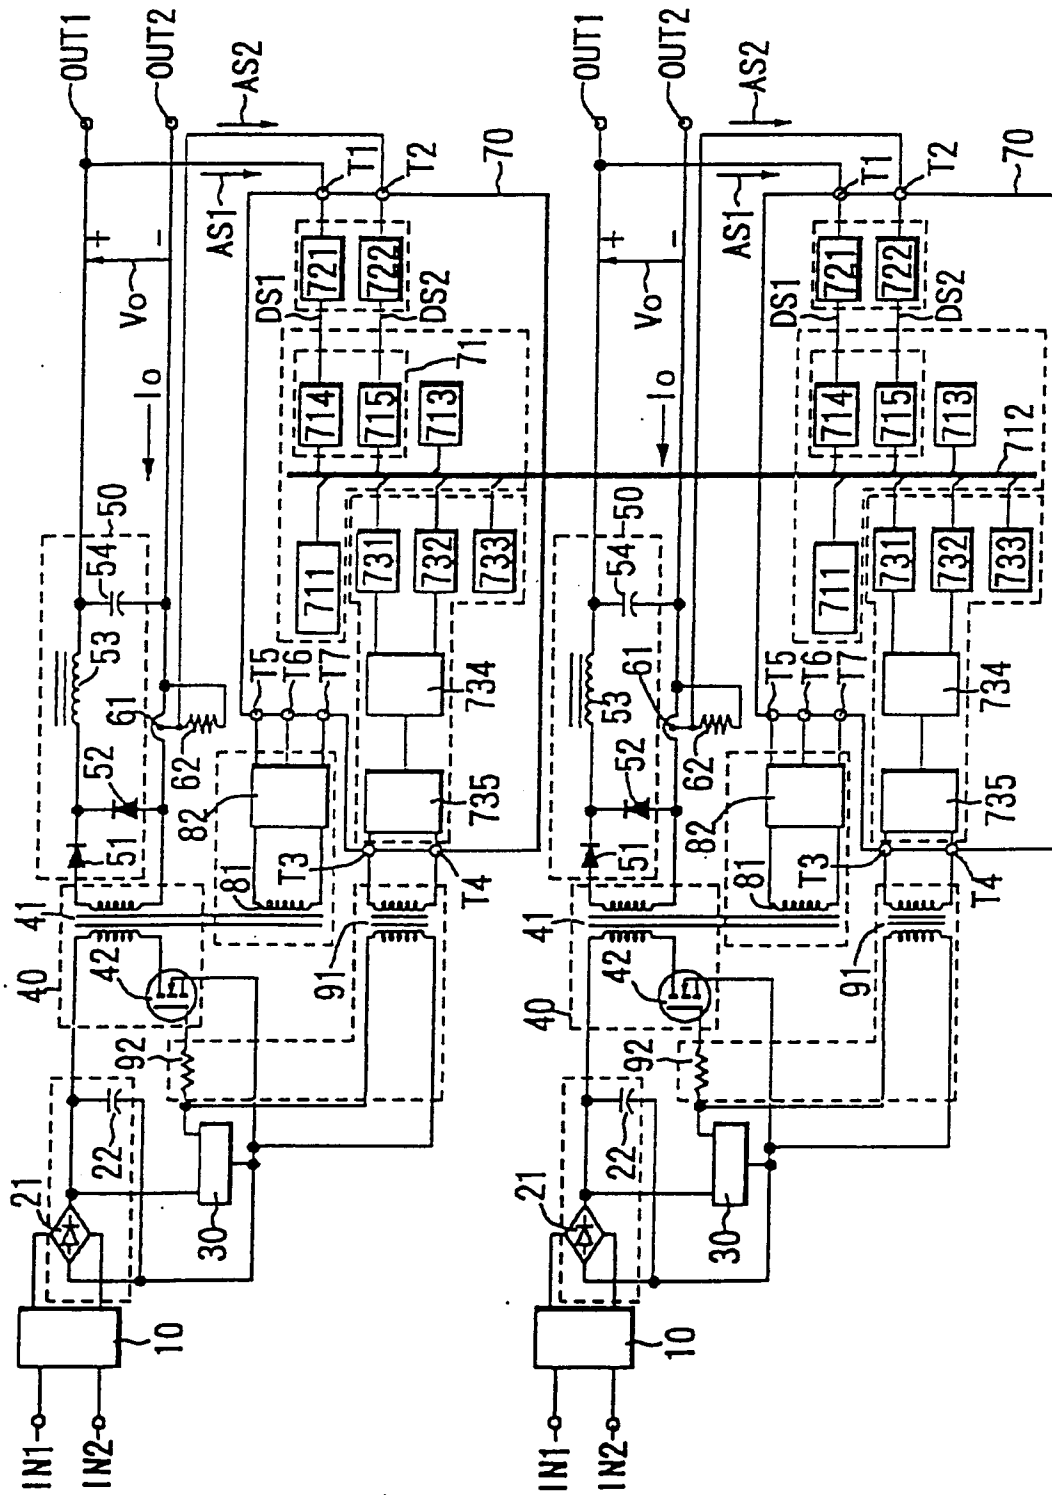 OUT1
OUT2
AS2
AS1
T1
T2
70
Vo
+
−
Io
DS1
DS2
721
722
71
714
715
713
711
731
732
733
734
735
50
54
53
52
51
61
62
T5
T6
T7
82
81
T3
T4
41
40
42
91
92
22
21
30
10
IN1
IN2
OUT1
OUT2
AS2
AS1
T1
T2
70
Vo
+
−
Io
DS1
DS2
721
722
714
715
713
712
711
731
732
733
734
735
50
54
53
52
51
61
62
T5
T6
T7
82
81
T3
T4
41
40
42
91
92
22
21
30
10
IN1
IN2